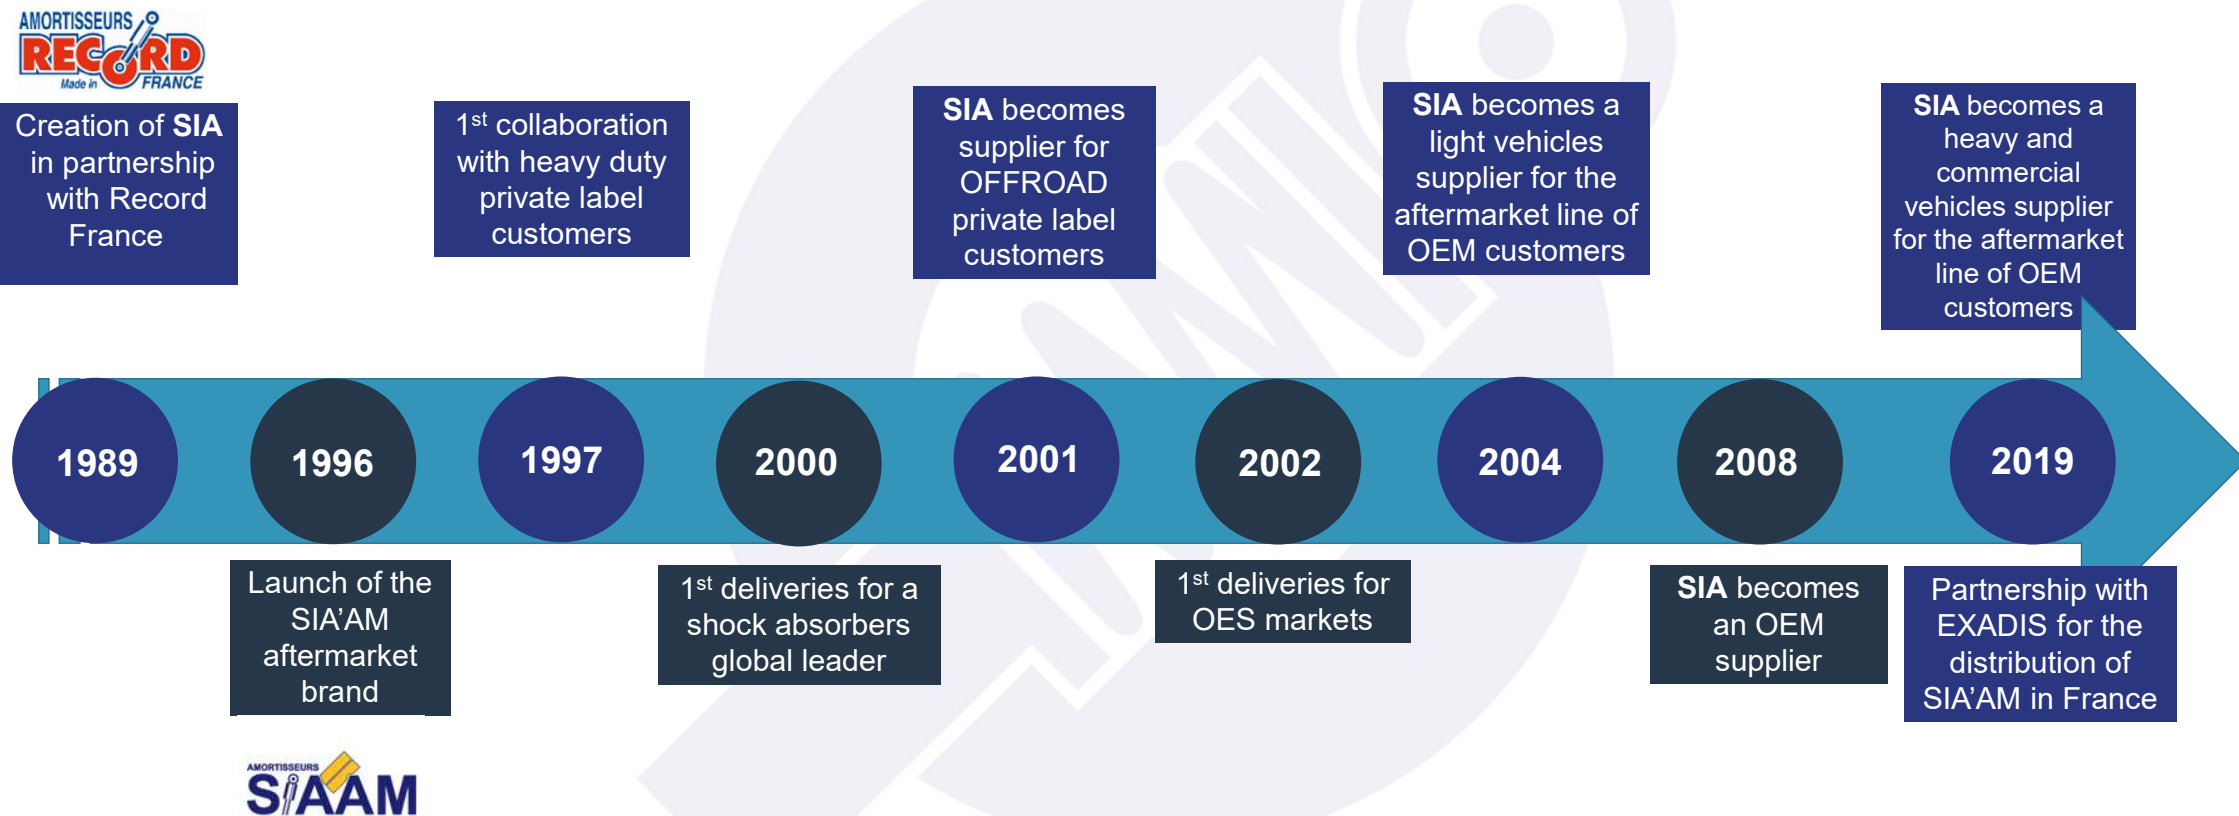 AMORTISSEURS
RECORD
Made in FRANCE
Creation of SIA
in partnership
with Record
France
1st collaboration
with heavy duty
private label
customers
SIA becomes
supplier for
OFFROAD
private label
customers
SIA becomes a
light vehicles
supplier for the
aftermarket line of
OEM customers
SIA becomes a
heavy and
commercial
vehicles supplier
for the aftermarket
line of OEM
customers
1989
1996
1997
2000
2001
2002
2004
2008
2019
Launch of the
SIA’AM
aftermarket
brand
1st deliveries for a
shock absorbers
global leader
1st deliveries for
OES markets
SIA becomes
an OEM
supplier
Partnership with
EXADIS for the
distribution of
SIA’AM in France
AMORTISSEURS
SiAAM